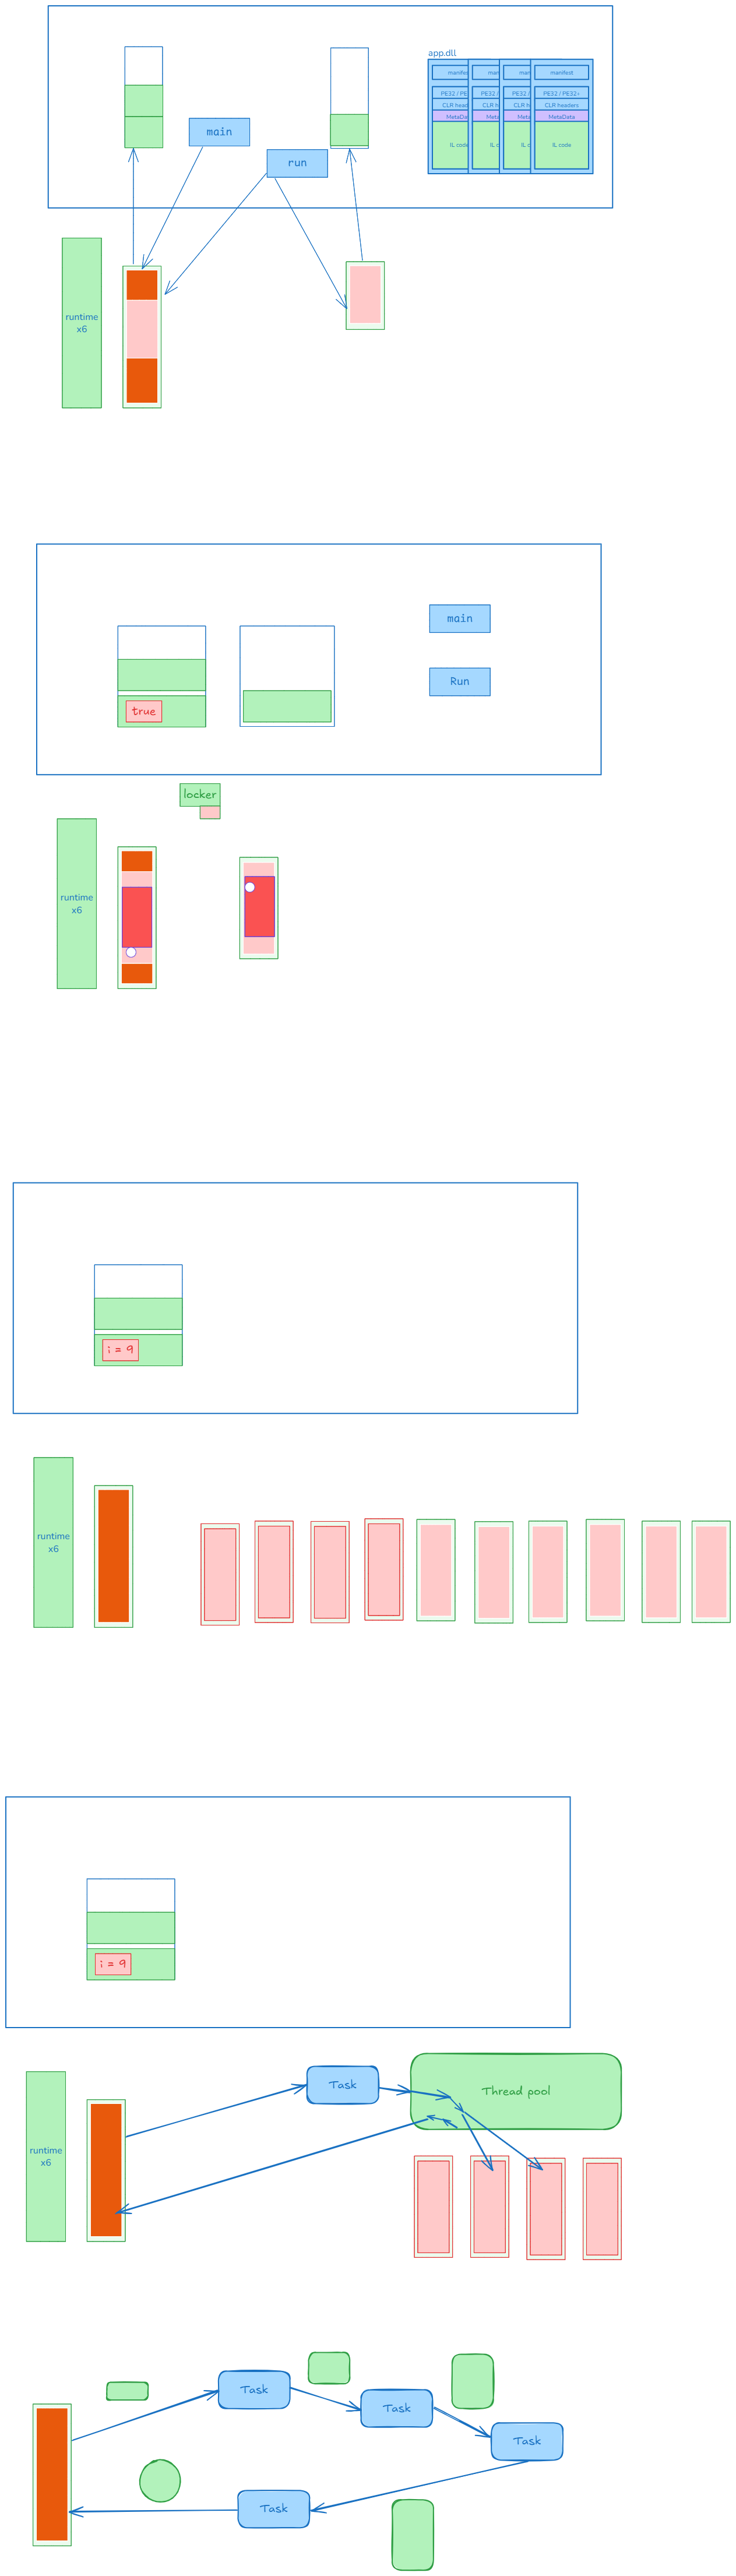 app.dll
manifest
main
PE32 / PE32+
CLR headers
MetaData
run
IL code
runtime
x6
main
Run
true
locker
runtime
x6
i = 9
runtime
x6
i = 9
Task
Thread pool
runtime
x6
Task
Task
Task
Task